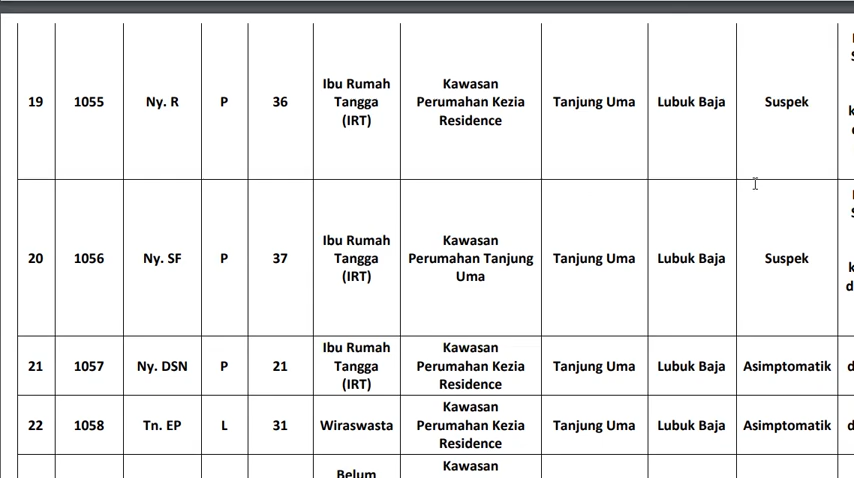 19 1055 Ny. R P 36 Ibu Rumah Tangga (IRT) Kawasan Perumahan Kezia Residence Tanjung Uma Lubuk Baja Suspek
20 1056 Ny. SF P 37 Ibu Rumah Tangga (IRT) Kawasan Perumahan Tanjung Uma Tanjung Uma Lubuk Baja Suspek
21 1057 Ny. DSN P 21 Ibu Rumah Tangga (IRT) Kawasan Perumahan Kezia Residence Tanjung Uma Lubuk Baja Asimptomatik
22 1058 Tn. EP L 31 Wiraswasta Kawasan Perumahan Kezia Residence Tanjung Uma Lubuk Baja Asimptomatik
Belum Kawasan